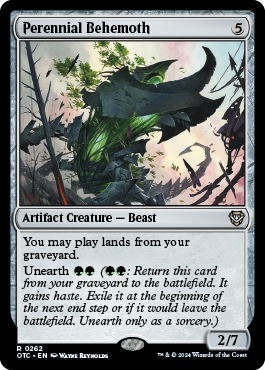 Perennial Behemoth 5
Artifact Creature — Beast
You may play lands from your
graveyard.
Unearth (: Return this card
from your graveyard to the battlefield. It
gains haste. Exile it at the beginning of
the next end step or if it would leave the
battlefield. Unearth only as a sorcery.)
2/7
R 0262
OTC • EN Wayne Reynolds
™ & © 2024 Wizards of the Coast